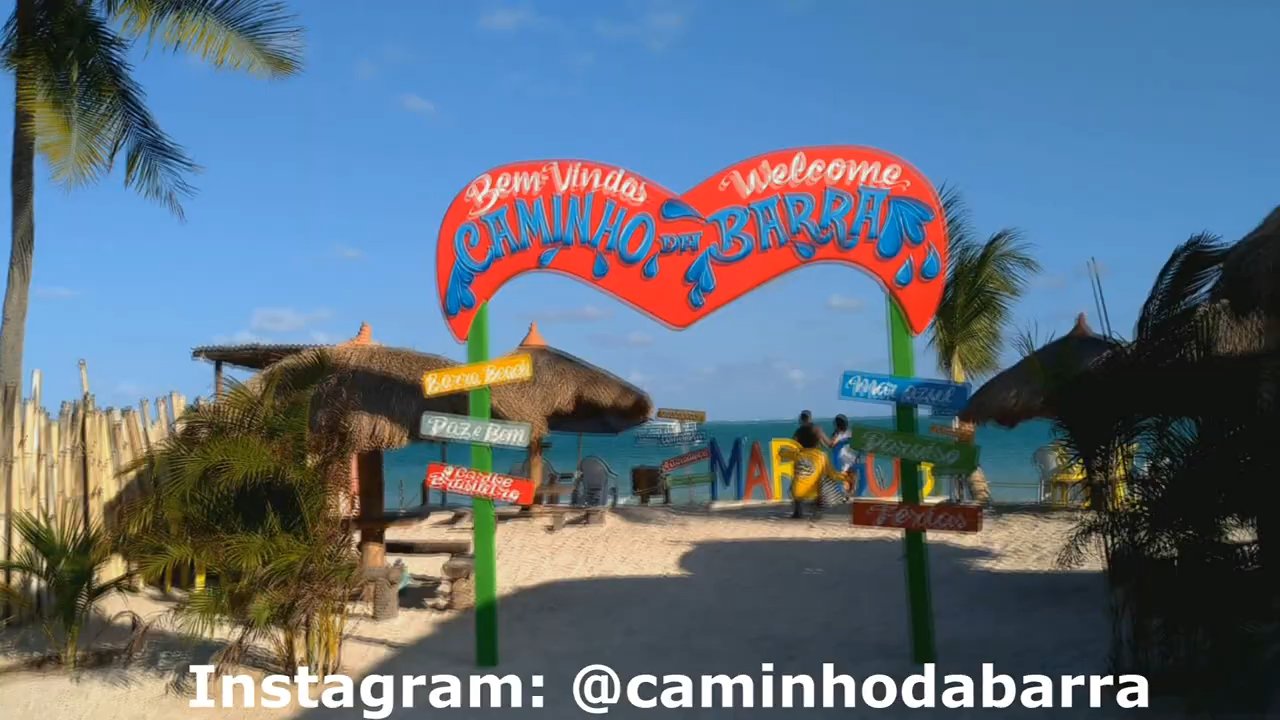 Bem-Vindos
Welcome
CAMINHO DA BARRA
Barra Beach
Paz e Bem
Mar Azul
Paraíso
Férias
Instagram: @caminhodabarra